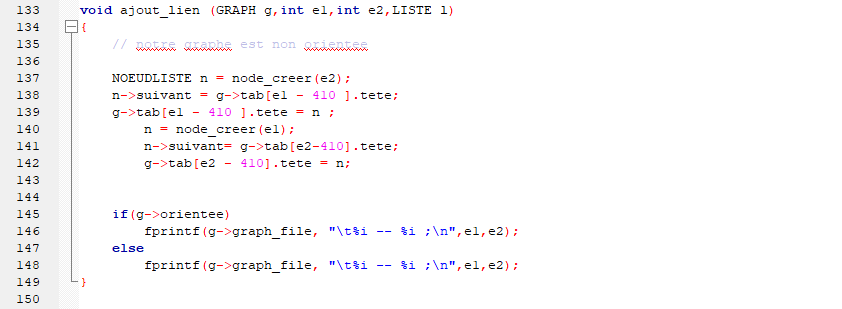 133 void ajout_lien (GRAPH g,int e1,int e2,LISTE l)
134 {
135 // notre graphe est non orientee
136
137 NOEUDLISTE n = node_creer(e2);
138 n->suivant = g->tab[e1 - 410 ].tete;
139 g->tab[e1 - 410 ].tete = n ;
140 n = node_creer(e1);
141 n->suivant= g->tab[e2-410].tete;
142 g->tab[e2 - 410].tete = n;
143
144
145 if(g->orientee)
146 fprintf(g->graph_file, "\t%i -- %i ;\n",e1,e2);
147 else
148 fprintf(g->graph_file, "\t%i -- %i ;\n",e1,e2);
149 }
150